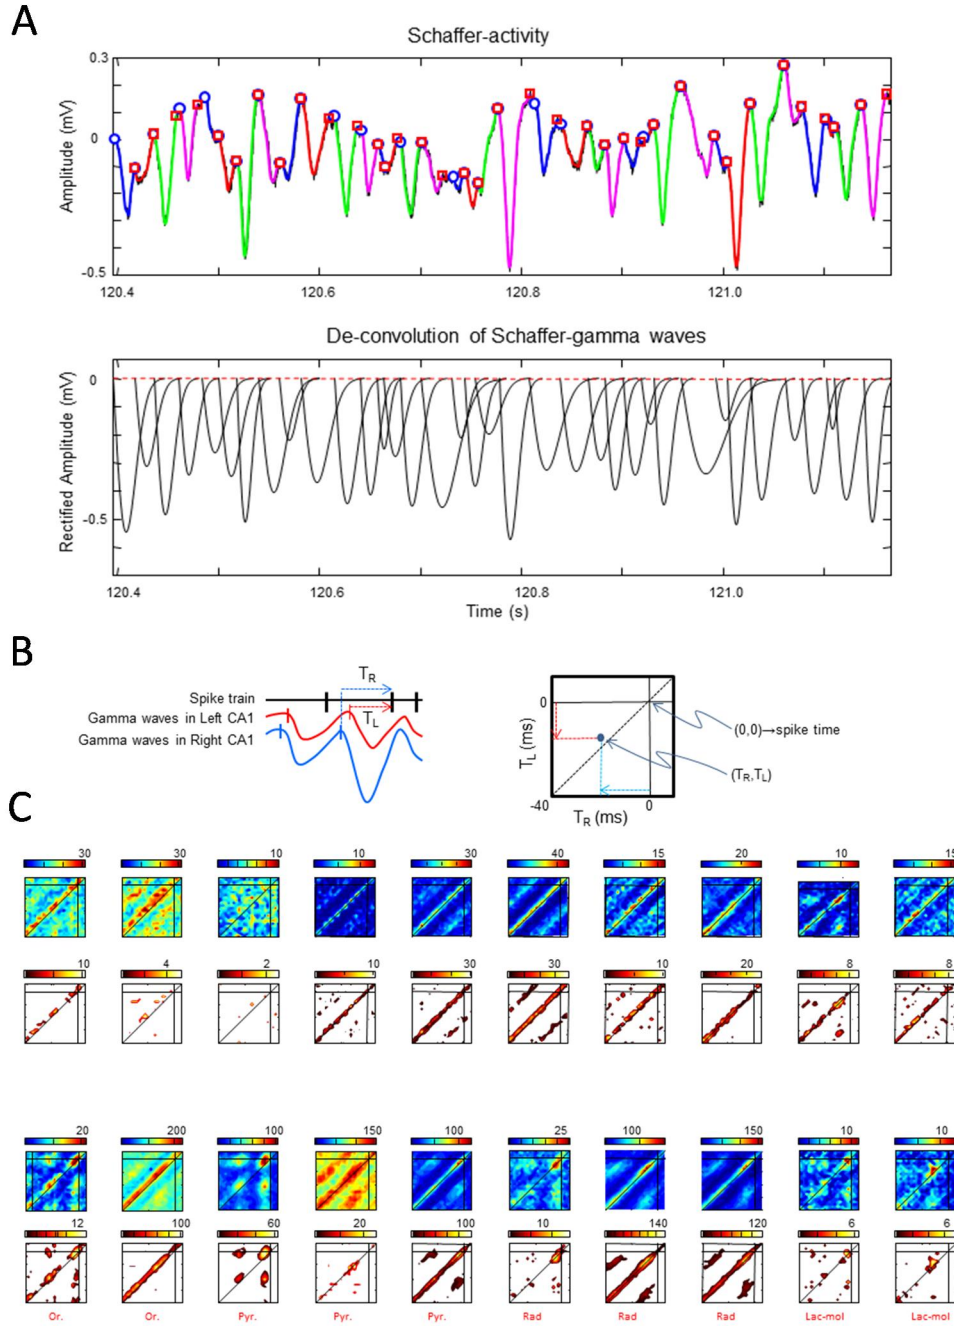 A
Schaffer-activity
0.3
0
-0.5
Amplitude (mV)
120.4 120.6 120.8 121.0
De-convolution of Schaffer-gamma waves
0
-0.5
Rectified Amplitude (mV)
120.4 120.6 120.8 121.0
Time (s)
B
Spike train
Gamma waves in Left CA1
Gamma waves in Right CA1
TR
TL
0
-40
TL (ms)
0
TR (ms)
(0,0)→spike time
(TR,TL)
C
30 30 10 10 30 40 15 20 10 15
10 4 2 10 30 30 10 20 8 8
20 200 100 150 100 25 100 150 10 10
12 100 60 20 100 10 140 120 6 6
Or. Or. Pyr. Pyr. Pyr. Rad Rad Rad Lac-mol Lac-mol